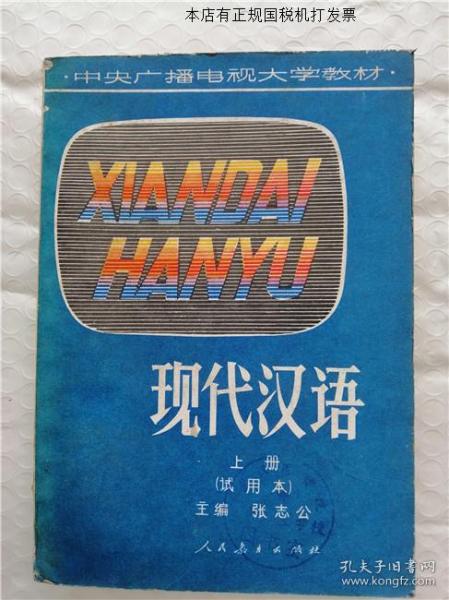 本店有正规国税机打发票
·中央广播电视大学教材·
XIANDAI
HANYU
现代汉语
上册
(试用本)
主编 张志公
人民教育出版社
孔夫子旧书网
www.kongfz.com